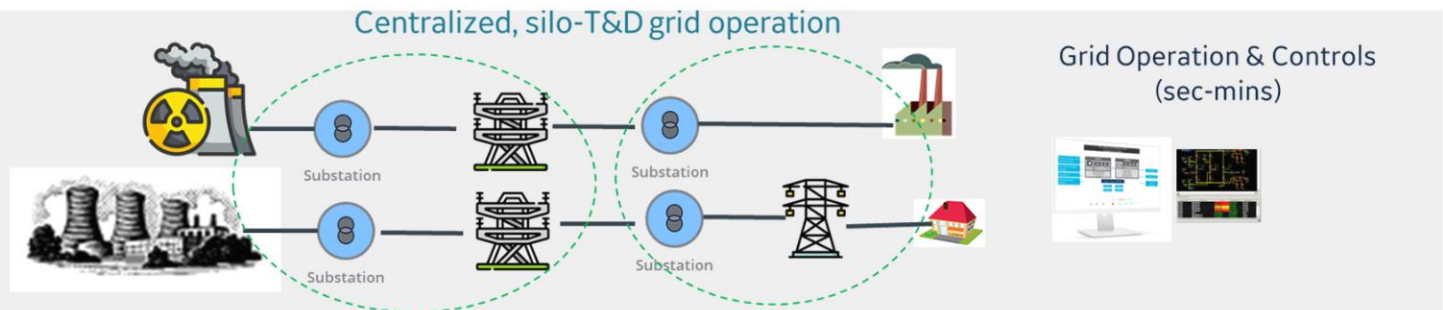 Centralized, silo-T&D grid operation
Grid Operation & Controls
(sec-mins)
Substation
Substation
Substation
Substation